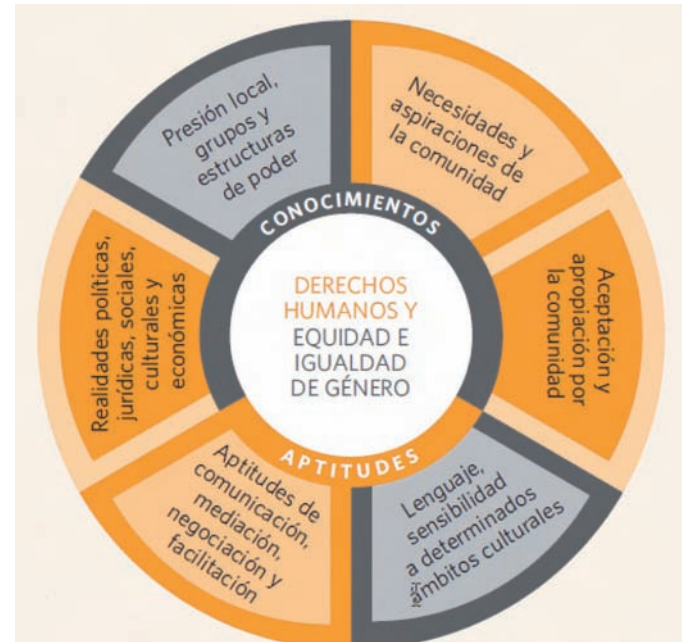 Presión local,
grupos y
estructuras
de poder
Necesidades y
aspiraciones de
la comunidad
Aceptación y
apropiación por
la comunidad
Lenguaje,
sensibilidad
a determinados
ámbitos culturales
Aptitudes de
comunicación,
mediación,
negociación y
facilitación
Realidades políticas,
jurídicas, sociales,
culturales y
económicas
CONOCIMIENTOS
DERECHOS
HUMANOS Y
EQUIDAD E
IGUALDAD
DE GÉNERO
APTITUDES